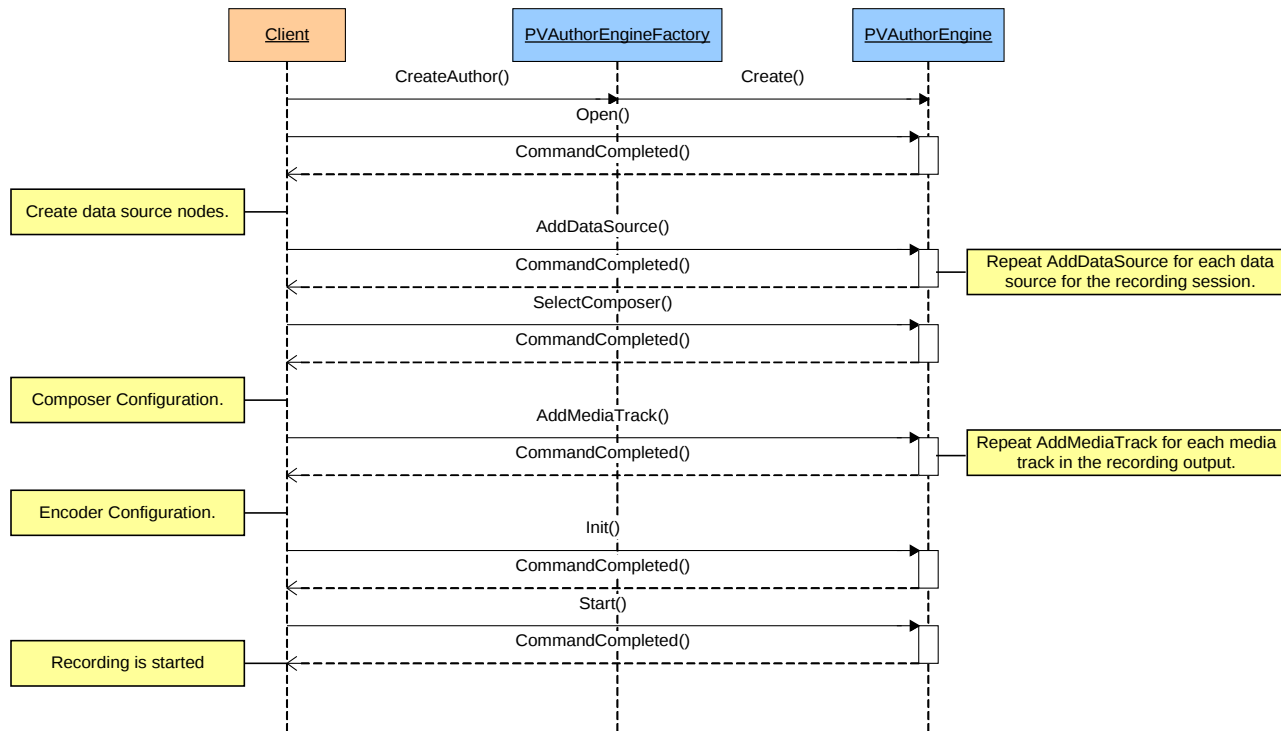 Client
PVAuthorEngineFactory
PVAuthorEngine
CreateAuthor()
Create()
Open()
CommandCompleted()
Create data source nodes.
AddDataSource()
CommandCompleted()
Repeat AddDataSource for each data
source for the recording session.
SelectComposer()
CommandCompleted()
Composer Configuration.
AddMediaTrack()
CommandCompleted()
Repeat AddMediaTrack for each media
track in the recording output.
Encoder Configuration.
Init()
CommandCompleted()
Start()
CommandCompleted()
Recording is started